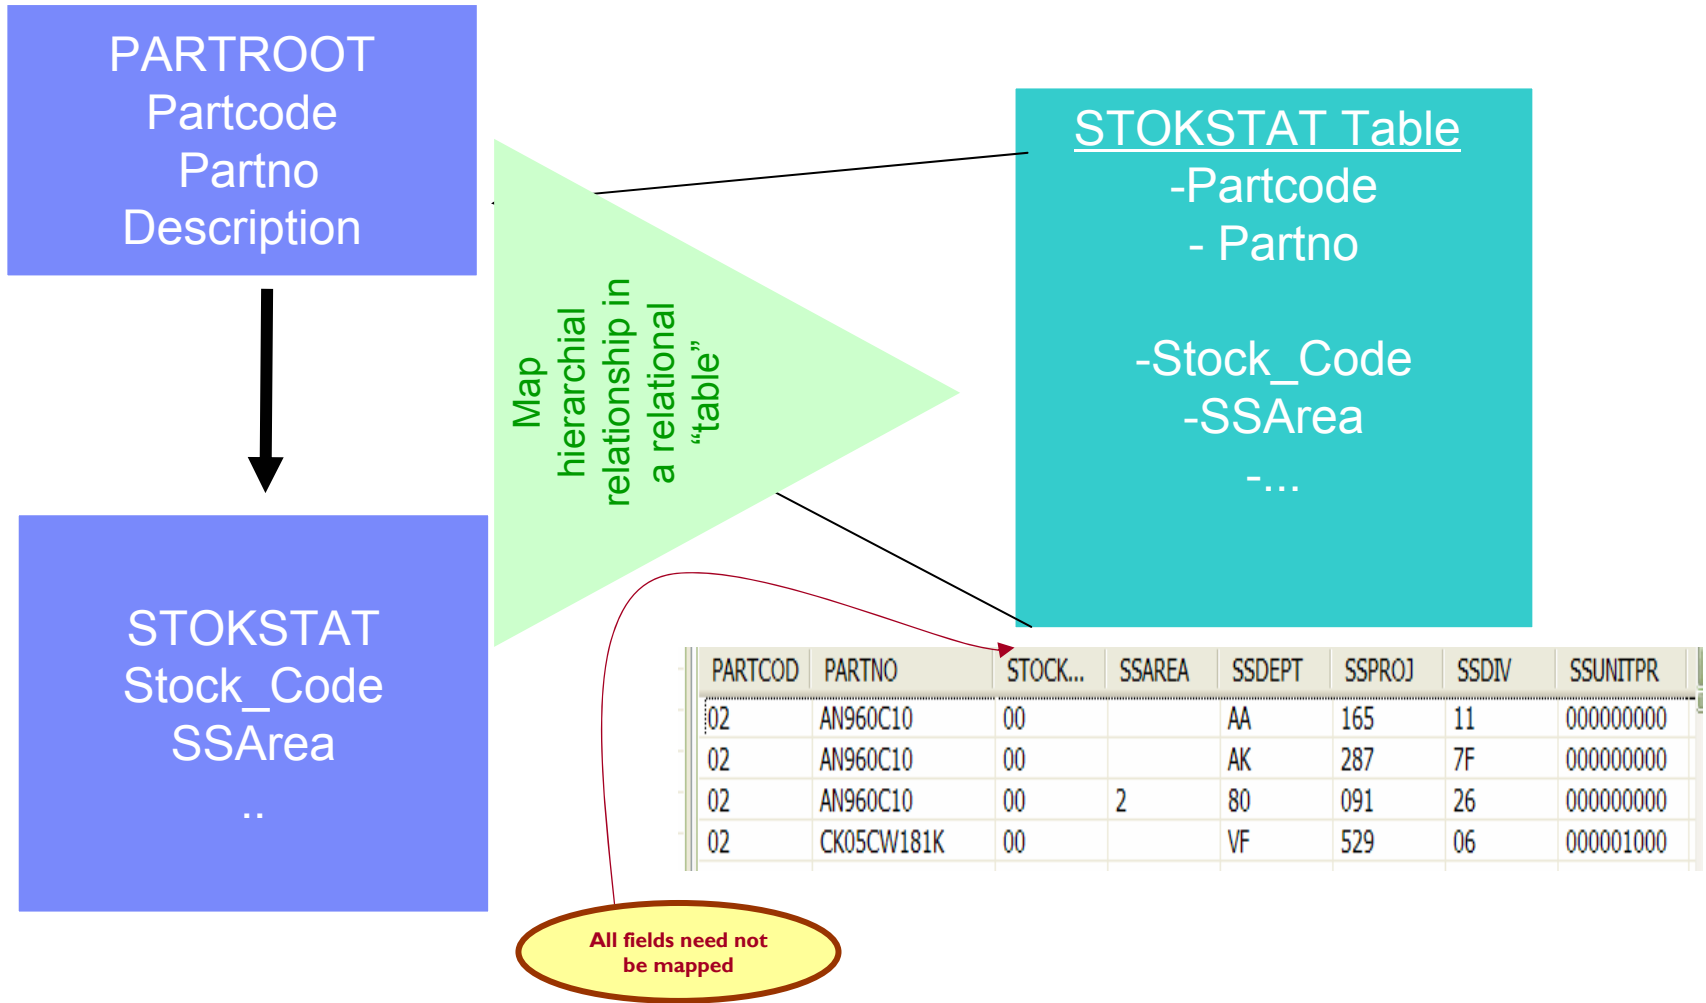 PARTROOT
Partcode
Partno
Description
STOKSTAT
Stock_Code
SSArea
..
Map
hierarchial
relationship in
a relational
“table”
STOKSTAT Table
-Partcode
- Partno
-Stock_Code
-SSArea
-...
PARTCOD PARTNO STOCK... SSAREA SSDEPT SSPROJ SSDIV SSUNITPR
02 AN960C10 00 AA 165 11 000000000
02 AN960C10 00 AK 287 7F 000000000
02 AN960C10 00 2 80 091 26 000000000
02 CK05CW181K 00 VF 529 06 000001000
All fields need not
be mapped